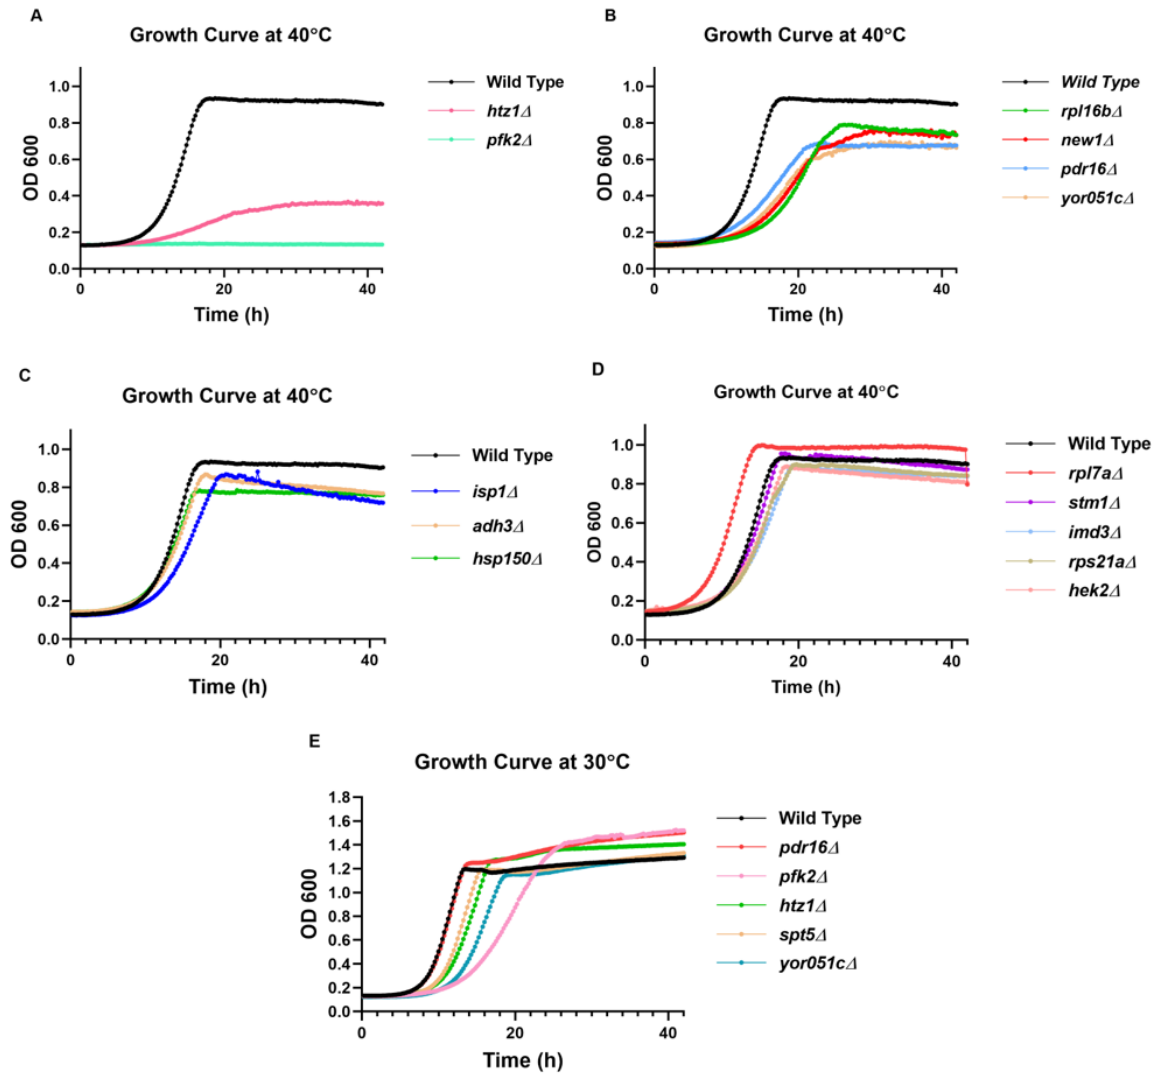 A
Growth Curve at 40°C
OD 600
1.0
0.8
0.6
0.4
0.2
0.0
0
20
40
Time (h)
Wild Type
htz1Δ
pfk2Δ
B
Growth Curve at 40°C
OD 600
1.0
0.8
0.6
0.4
0.2
0.0
0
20
40
Time (h)
Wild Type
rpl16bΔ
new1Δ
pdr16Δ
yor051cΔ
C
Growth Curve at 40°C
OD 600
1.0
0.8
0.6
0.4
0.2
0.0
0
20
40
Time (h)
Wild Type
isp1Δ
adh3Δ
hsp150Δ
D
Growth Curve at 40°C
OD 600
1.0
0.8
0.6
0.4
0.2
0.0
0
20
40
Time (h)
Wild Type
rpl7aΔ
stm1Δ
imd3Δ
rps21aΔ
hek2Δ
E
Growth Curve at 30°C
OD 600
1.8
1.6
1.4
1.2
1.0
0.8
0.6
0.4
0.2
0.0
0
20
40
Time (h)
Wild Type
pdr16Δ
pfk2Δ
htz1Δ
spt5Δ
yor051cΔ